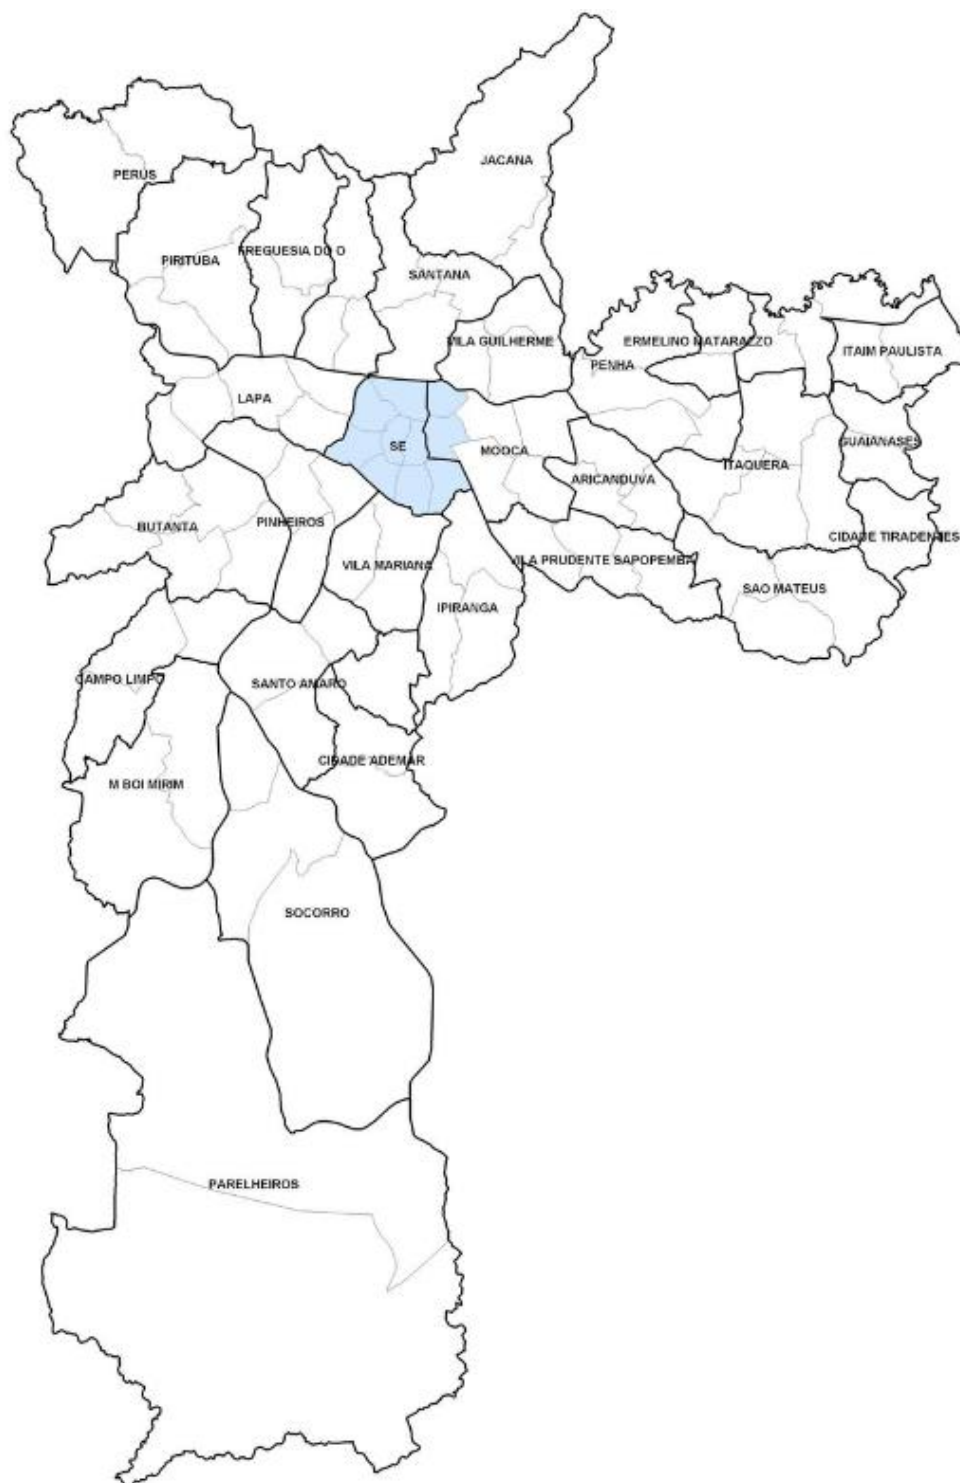 JACANA
PERUS
FREGUESIA DO O
PIRITUBA
SANTANA
VILA GUILHERME
ERMELINO MATARAZZO
ITAIM PAULISTA
PENHA
LAPA
SE
MOOCA
GUAIANASES
ITAQUERA
ARICANDUVA
BUTANTA
PINHEIROS
CIDADE TIRADENTES
VILA MARIANA
VILA PRUDENTE SAPOPEMBA
SAO MATEUS
IPIRANGA
CAMPO LIMPO
SANTO AMARO
CIDADE ADEMAR
M BOI MIRIM
SOCORRO
PARELHEIROS